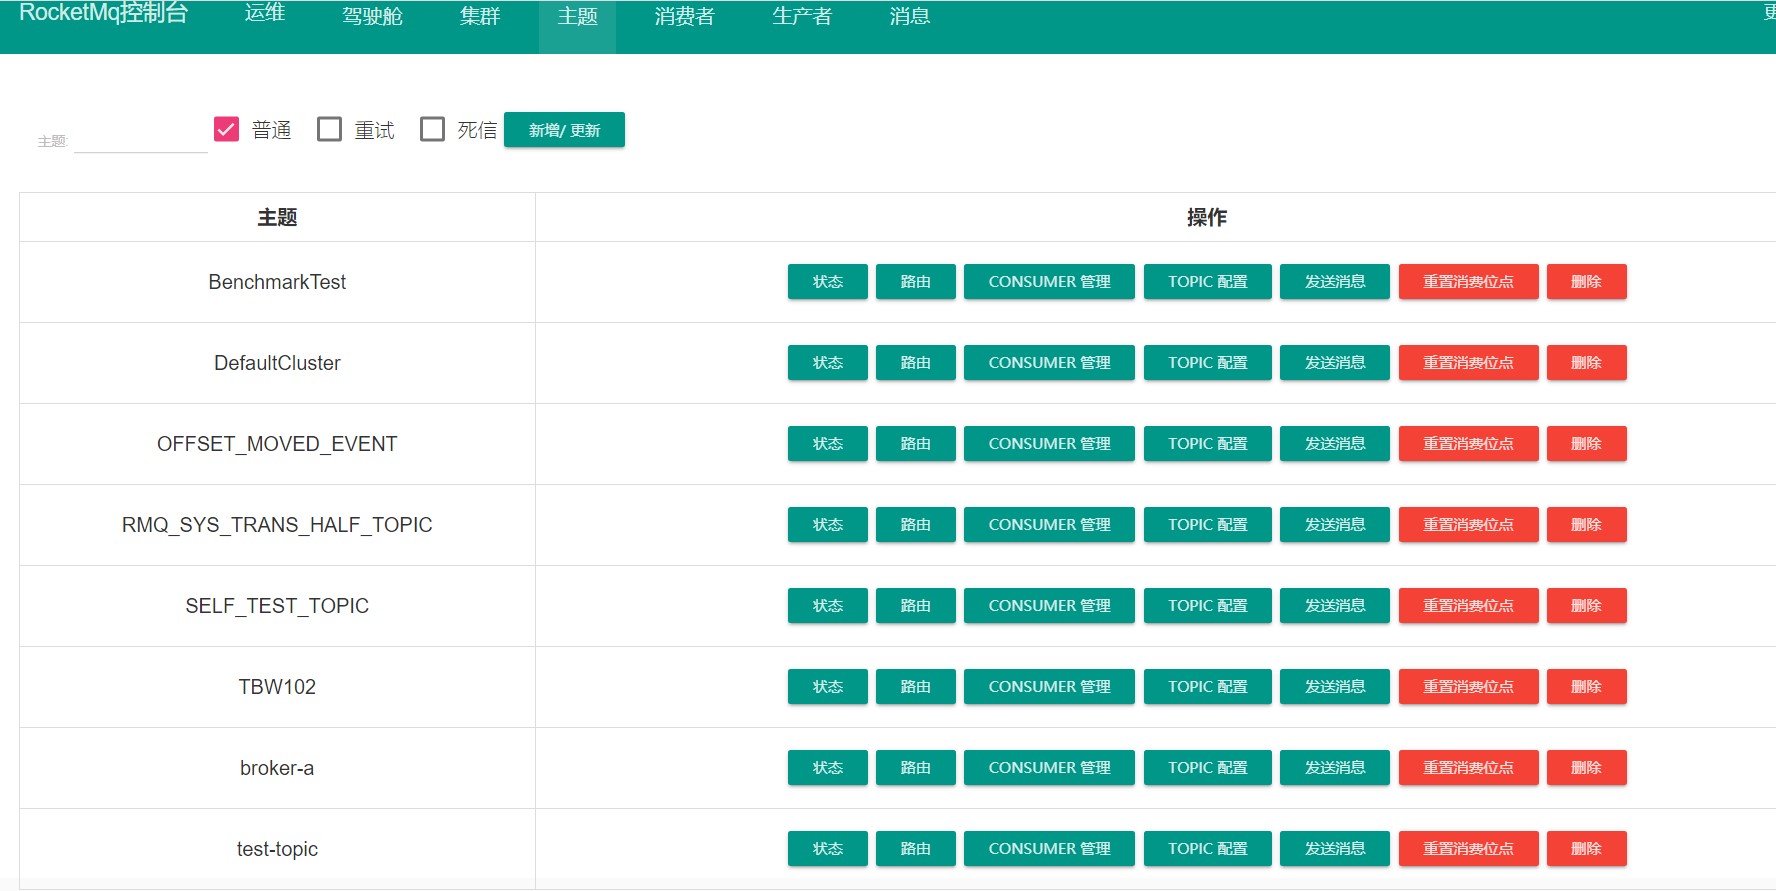 RocketMq控制台 运维 驾驶舱 集群 主题 消费者 生产者 消息
主题: 普通 重试 死信 新增/ 更新
主题 操作
BenchmarkTest 状态 路由 CONSUMER 管理 TOPIC 配置 发送消息 重置消费位点 删除
DefaultCluster 状态 路由 CONSUMER 管理 TOPIC 配置 发送消息 重置消费位点 删除
OFFSET_MOVED_EVENT 状态 路由 CONSUMER 管理 TOPIC 配置 发送消息 重置消费位点 删除
RMQ_SYS_TRANS_HALF_TOPIC 状态 路由 CONSUMER 管理 TOPIC 配置 发送消息 重置消费位点 删除
SELF_TEST_TOPIC 状态 路由 CONSUMER 管理 TOPIC 配置 发送消息 重置消费位点 删除
TBW102 状态 路由 CONSUMER 管理 TOPIC 配置 发送消息 重置消费位点 删除
broker-a 状态 路由 CONSUMER 管理 TOPIC 配置 发送消息 重置消费位点 删除
test-topic 状态 路由 CONSUMER 管理 TOPIC 配置 发送消息 重置消费位点 删除